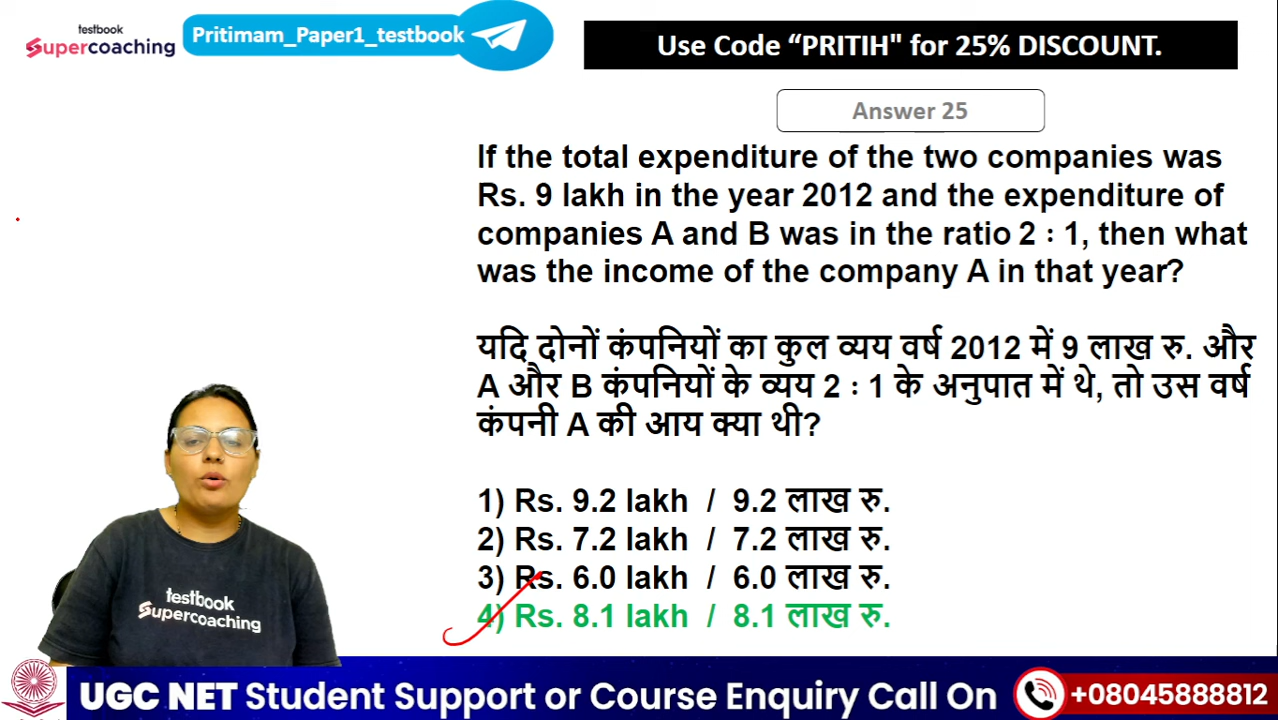 testbook
Supercoaching
Pritimam_Paper1_testbook
Use Code “PRITIH" for 25% DISCOUNT.
Answer 25
If the total expenditure of the two companies was
Rs. 9 lakh in the year 2012 and the expenditure of
companies A and B was in the ratio 2 : 1, then what
was the income of the company A in that year?
यदि दोनों कंपनियों का कुल व्यय वर्ष 2012 में 9 लाख रु. और
A और B कंपनियों के व्यय 2 : 1 के अनुपात में थे, तो उस वर्ष
कंपनी A की आय क्या थी?
1) Rs. 9.2 lakh / 9.2 लाख रु.
2) Rs. 7.2 lakh / 7.2 लाख रु.
3) Rs. 6.0 lakh / 6.0 लाख रु.
4) Rs. 8.1 lakh / 8.1 लाख रु.
testbook
Supercoaching
UGC NET Student Support or Course Enquiry Call On +08045888812